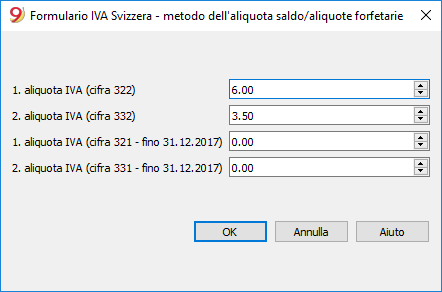 9 Formulario IVA Svizzera - metodo dell'aliquota saldo/aliquote forfetarie
1. aliquota IVA (cifra 322) 6.00
2. aliquota IVA (cifra 332) 3.50
1. aliquota IVA (cifra 321 - fino 31.12.2017) 0.00
2. aliquota IVA (cifra 331 - fino 31.12.2017) 0.00
OK Annulla Aiuto